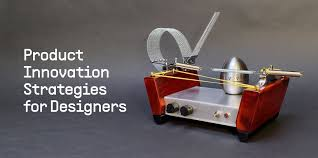 Product
Innovation
Strategies
for Designers